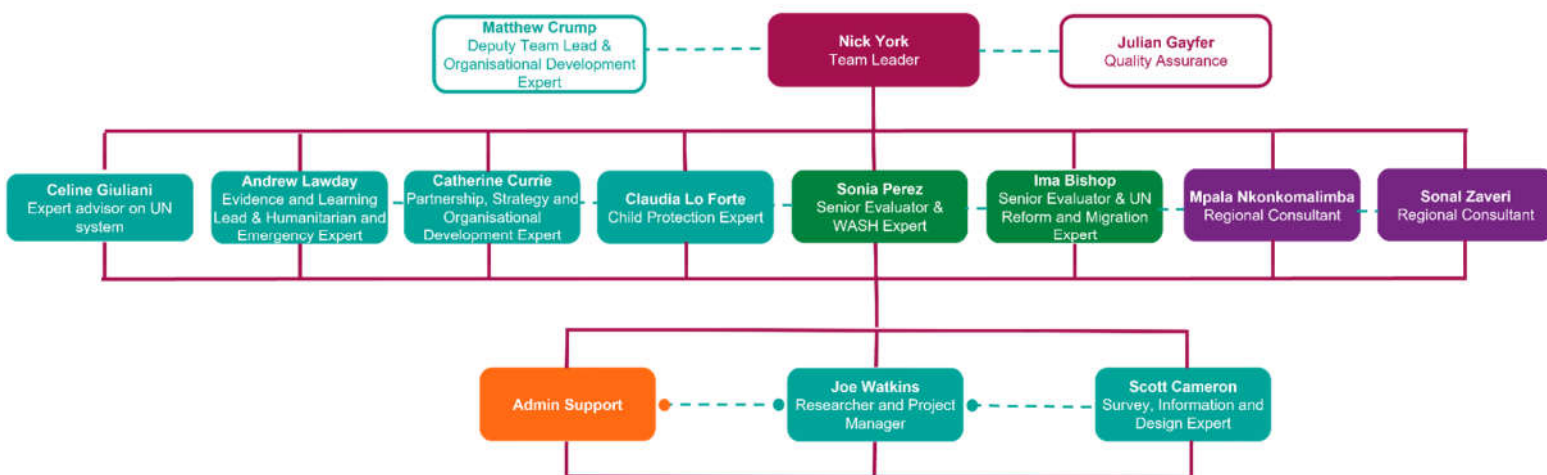 Matthew Crump
Deputy Team Lead &
Organisational Development
Expert
Nick York
Team Leader
Julian Gayfer
Quality Assurance
Celine Giuliani
Expert advisor on UN
system
Andrew Lawday
Evidence and Learning
Lead & Humanitarian and
Emergency Expert
Catherine Currie
Partnership, Strategy and
Organisational
Development Expert
Claudia Lo Forte
Child Protection Expert
Sonia Perez
Senior Evaluator &
WASH Expert
Ima Bishop
Senior Evaluator & UN
Reform and Migration
Expert
Mpala Nkonkomalimba
Regional Consultant
Sonal Zaveri
Regional Consultant
Admin Support
Joe Watkins
Researcher and Project
Manager
Scott Cameron
Survey, Information and
Design Expert